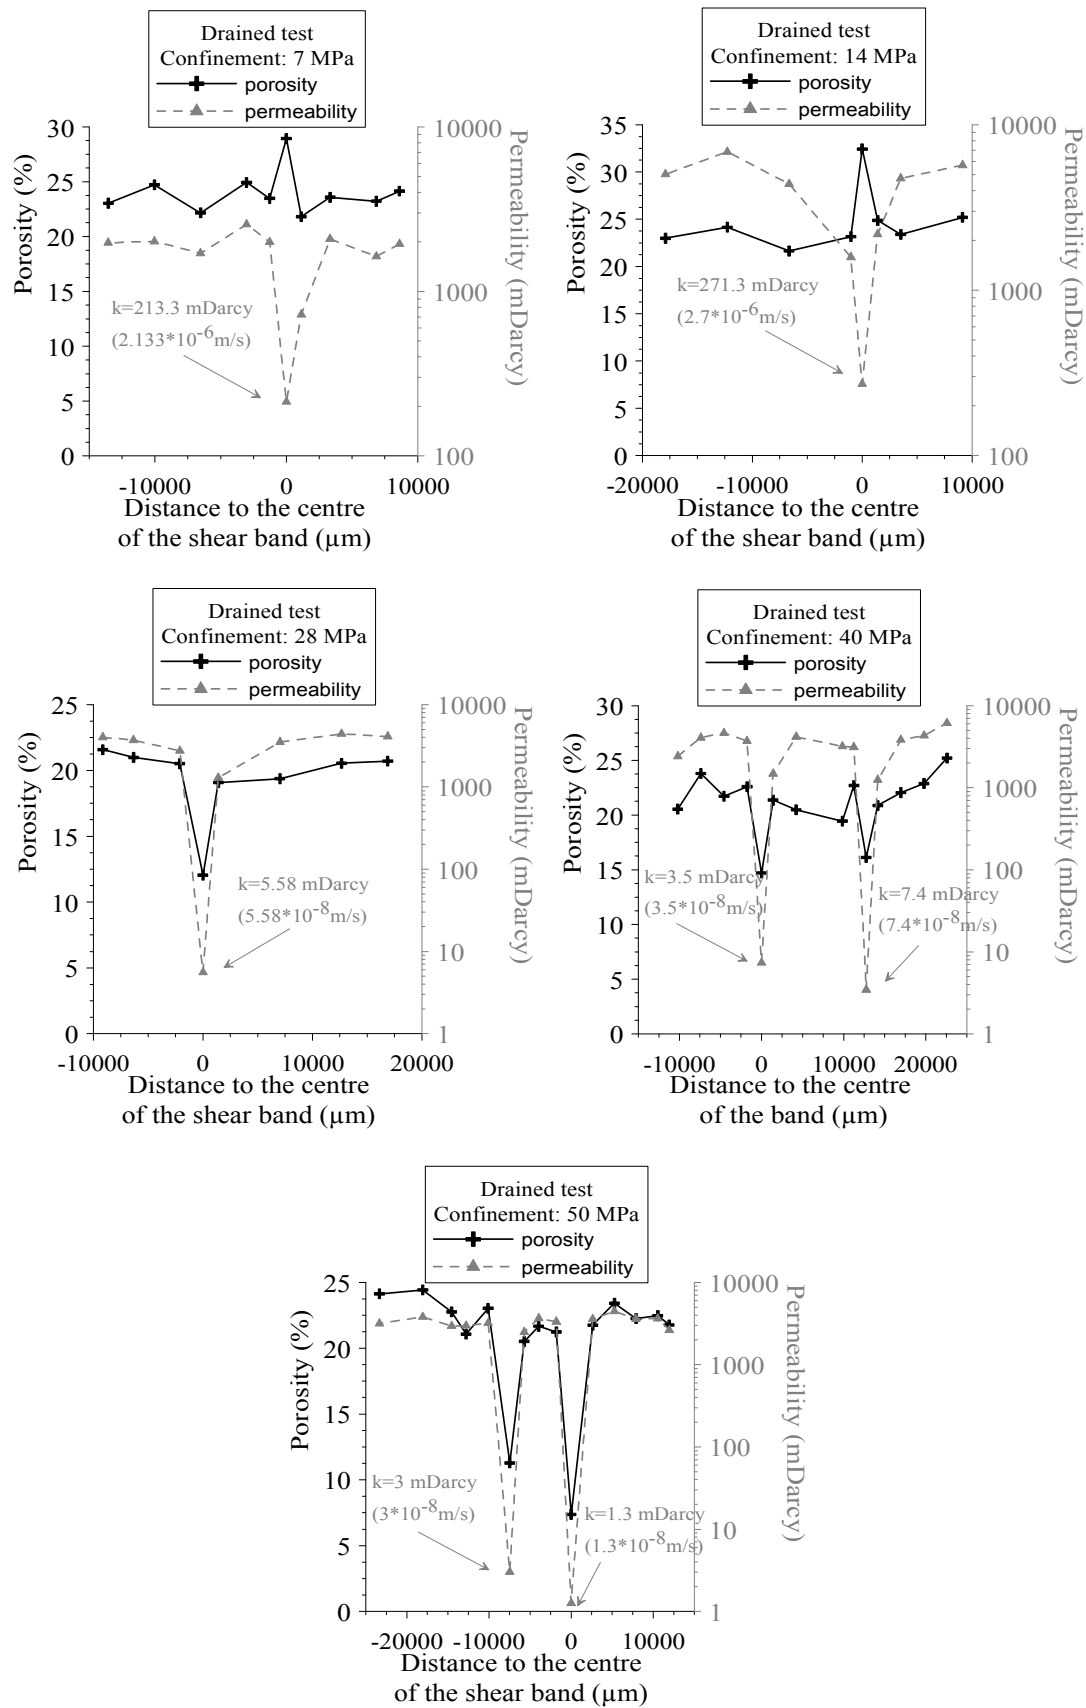 Drained test
Confinement: 7 MPa
porosity
permeability
30
25
20
15
10
5
0
Porosity (%)
10000
1000
100
Permeability (mDarcy)
k=213.3 mDarcy
(2.133*10-6m/s)
-10000 0 10000
Distance to the centre
of the shear band (µm)
Drained test
Confinement: 14 MPa
porosity
permeability
35
30
25
20
15
10
5
0
Porosity (%)
10000
1000
100
Permeability (mDarcy)
k=271.3 mDarcy
(2.7*10-6m/s)
-20000 -10000 0 10000
Distance to the centre
of the shear band (µm)
Drained test
Confinement: 28 MPa
porosity
permeability
25
20
15
10
5
0
Porosity (%)
10000
1000
100
10
1
Permeability (mDarcy)
k=5.58 mDarcy
(5.58*10-8m/s)
-10000 0 10000 20000
Distance to the centre
of the shear band (µm)
Drained test
Confinement: 40 MPa
porosity
permeability
30
25
20
15
10
5
0
Porosity (%)
10000
1000
100
10
1
Permeability (mDarcy)
k=3.5 mDarcy
(3.5*10-8m/s)
k=7.4 mDarcy
(7.4*10-8m/s)
-10000 0 10000 20000
Distance to the centre
of the band (µm)
Drained test
Confinement: 50 MPa
porosity
permeability
25
20
15
10
5
0
Porosity (%)
10000
1000
100
10
1
Permeability (mDarcy)
k=3 mDarcy
(3*10-8m/s)
k=1.3 mDarcy
(1.3*10-8m/s)
-20000 -10000 0 10000
Distance to the centre
of the shear band (µm)